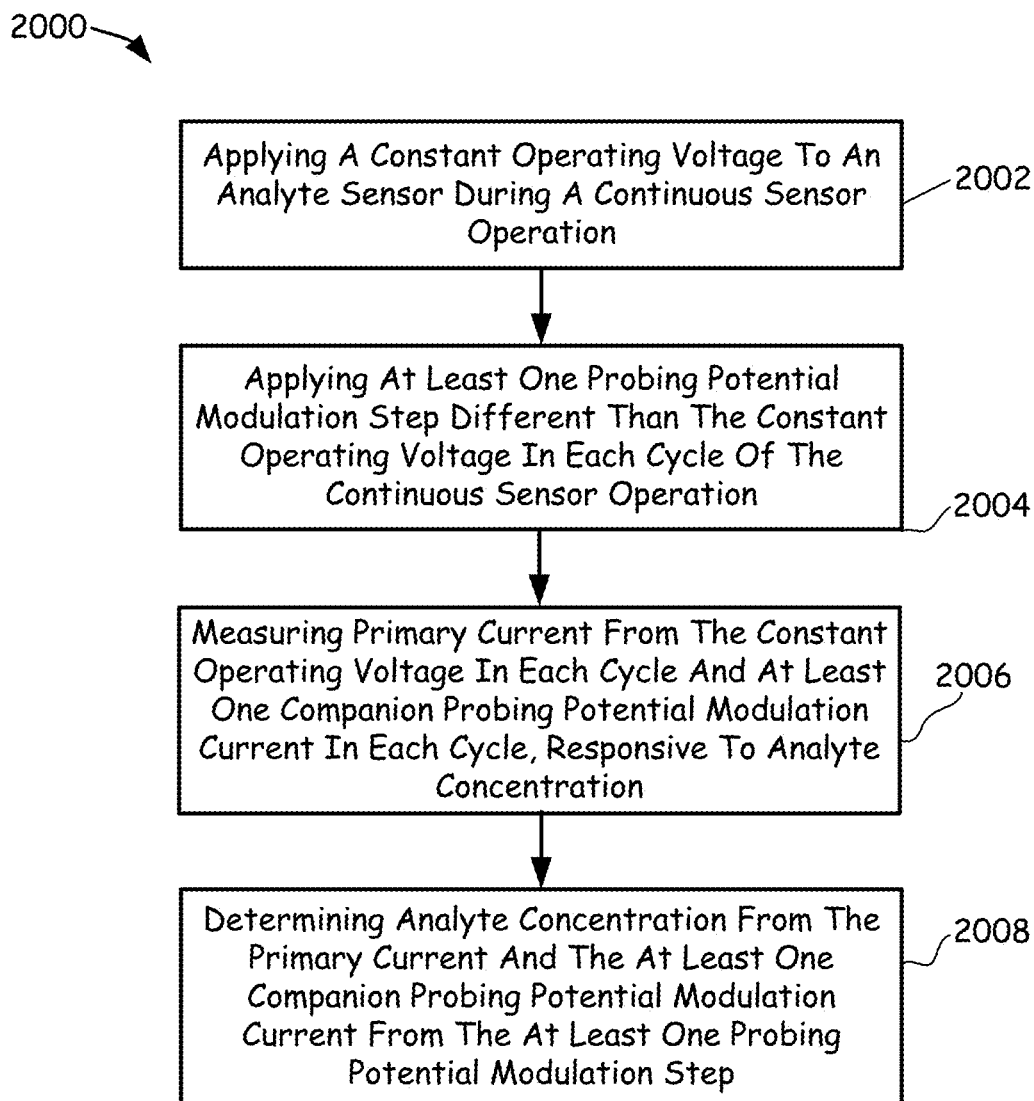 2000
Applying A Constant Operating Voltage To An
Analyte Sensor During A Continuous Sensor
Operation
2002
Applying At Least One Probing Potential
Modulation Step Different Than The Constant
Operating Voltage In Each Cycle Of The
Continuous Sensor Operation
2004
Measuring Primary Current From The Constant
Operating Voltage In Each Cycle And At Least
One Companion Probing Potential Modulation
Current In Each Cycle, Responsive To Analyte
Concentration
2006
Determining Analyte Concentration From The
Primary Current And The At Least One
Companion Probing Potential Modulation
Current From The At Least One Probing
Potential Modulation Step
2008